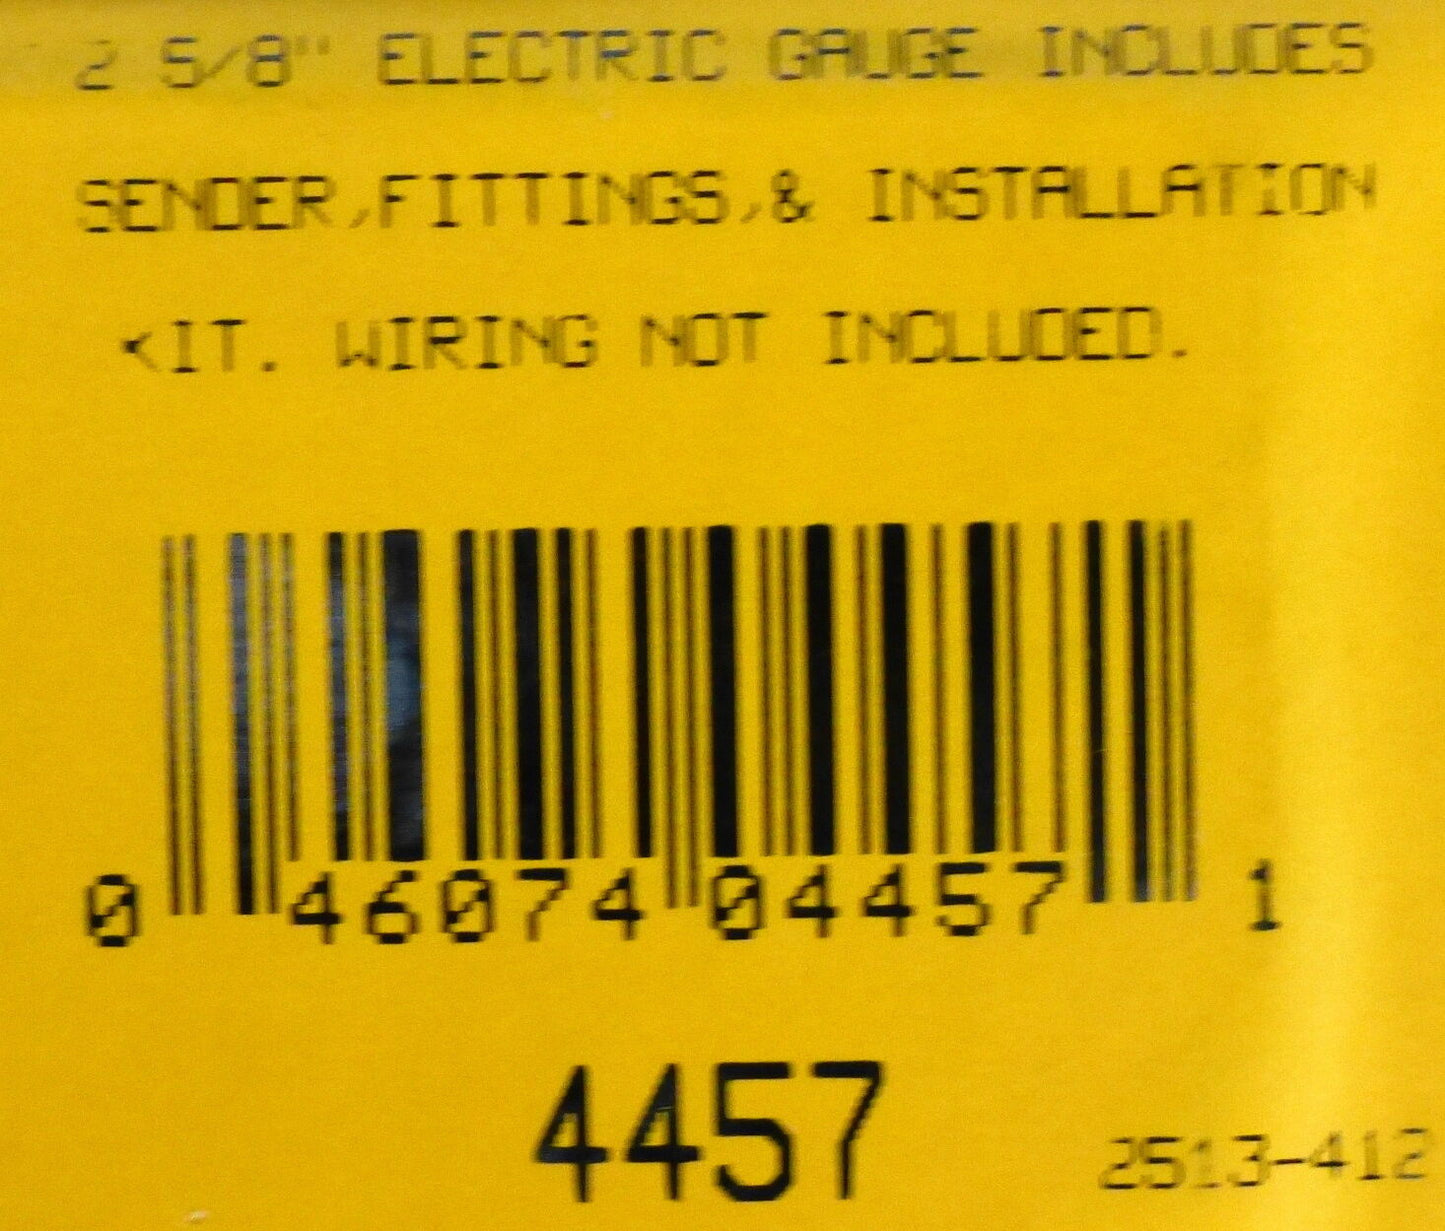 2 5/8" ELECTRIC GAUGE INCLUDES
SENDER,FITTINGS,& INSTALLATION
KIT. WIRING NOT INCLUDED.
0 46074 04457 1
4457
2513-412